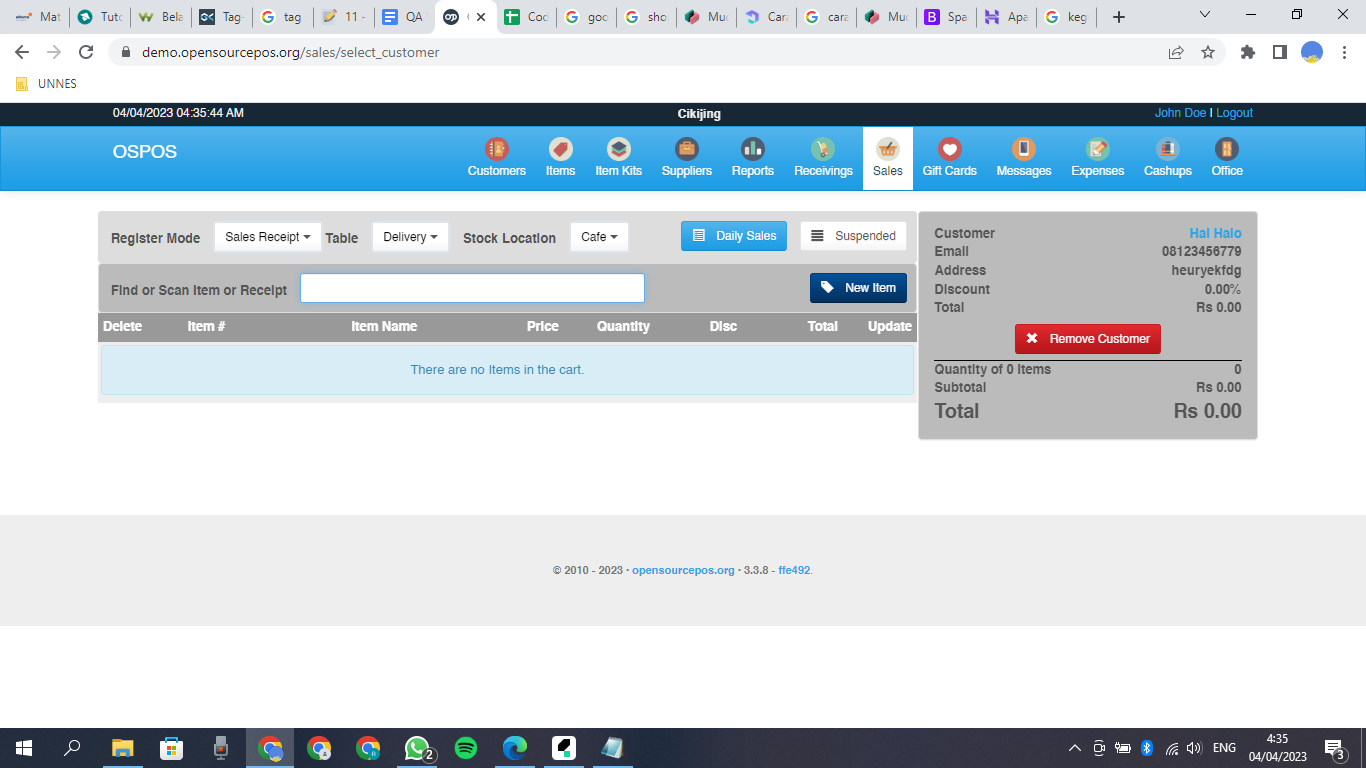 Mat
Tuto
Bela
Tag-
tag
11 -
QA
Cod
goo
sho
Muc
Cara
cara
Muc
Spa
Apa
keg
demo.opensourcepos.org/sales/select_customer
UNNES
04/04/2023 04:35:44 AM
Cikijing
John Doe | Logout
OSPOS
Customers
Items
Item Kits
Suppliers
Reports
Receivings
Sales
Gift Cards
Messages
Expenses
Cashups
Office
Register Mode
Sales Receipt
Table
Delivery
Stock Location
Cafe
Daily Sales
Suspended
Find or Scan Item or Receipt
New Item
Delete
Item #
Item Name
Price
Quantity
Disc
Total
Update
There are no Items in the cart.
Customer Hal Halo
Email 08123456779
Address heuryekfdg
Discount 0.00%
Total Rs 0.00
Remove Customer
Quantity of 0 Items 0
Subtotal Rs 0.00
Total Rs 0.00
© 2010 - 2023 · opensourcepos.org · 3.3.8 - ffe492.
2
ENG
4:35
04/04/2023
3